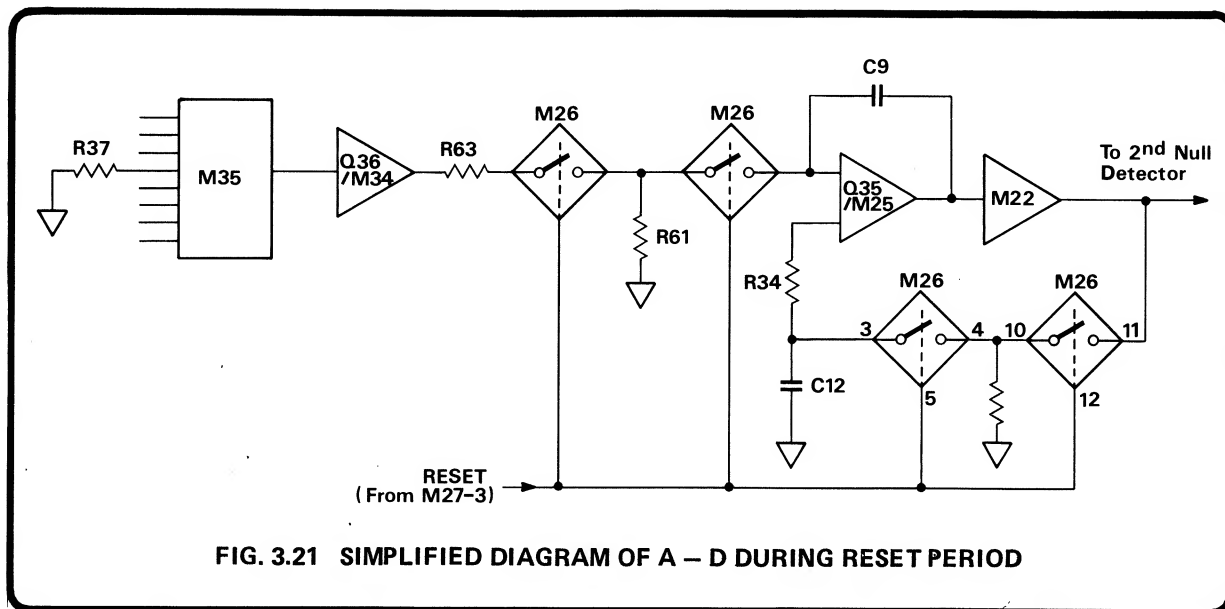 C9
M26
M26
R37
M35
Q36
/M34
R63
R61
Q35
/M25
M22
To 2nd Null
Detector
R34
M26
M26
3
4
10
11
5
12
C12
RESET
(From M27-3)
FIG. 3.21 SIMPLIFIED DIAGRAM OF A – D DURING RESET PERIOD